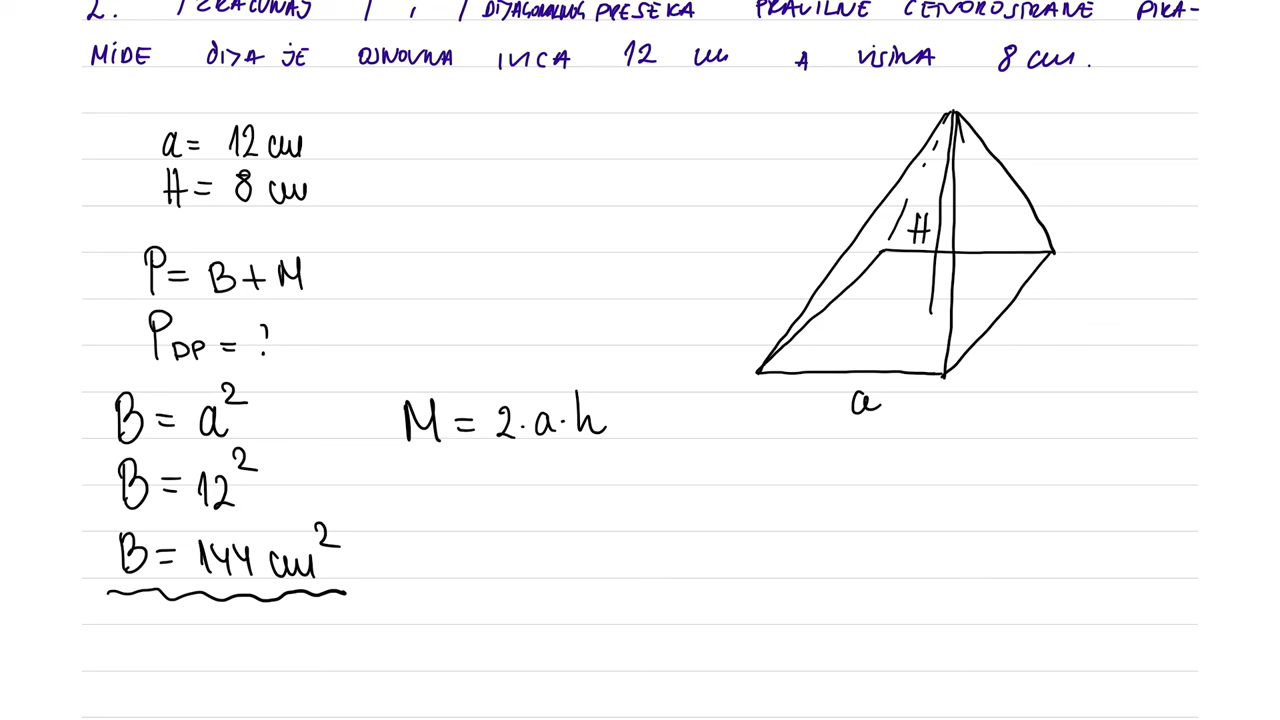 2. IZRAČUNAJ P i P DIJAGONALNOG PRESEKA PRAVILNE ČETVOROSTRANE PIRA-
MIDE ČIJA JE OSNOVNA IVICA 12 cm A VISINA 8 cm.
a = 12 cm
H = 8 cm
P = B + M
P DP = ?
H
a
B = a²
M = 2 · a · h
B = 12²
B = 144 cm²